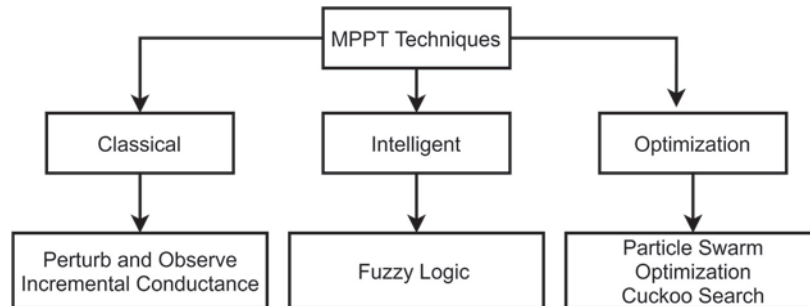 MPPT Techniques
Classical
Intelligent
Optimization
Perturb and Observe
Incremental Conductance
Fuzzy Logic
Particle Swarm
Optimization
Cuckoo Search